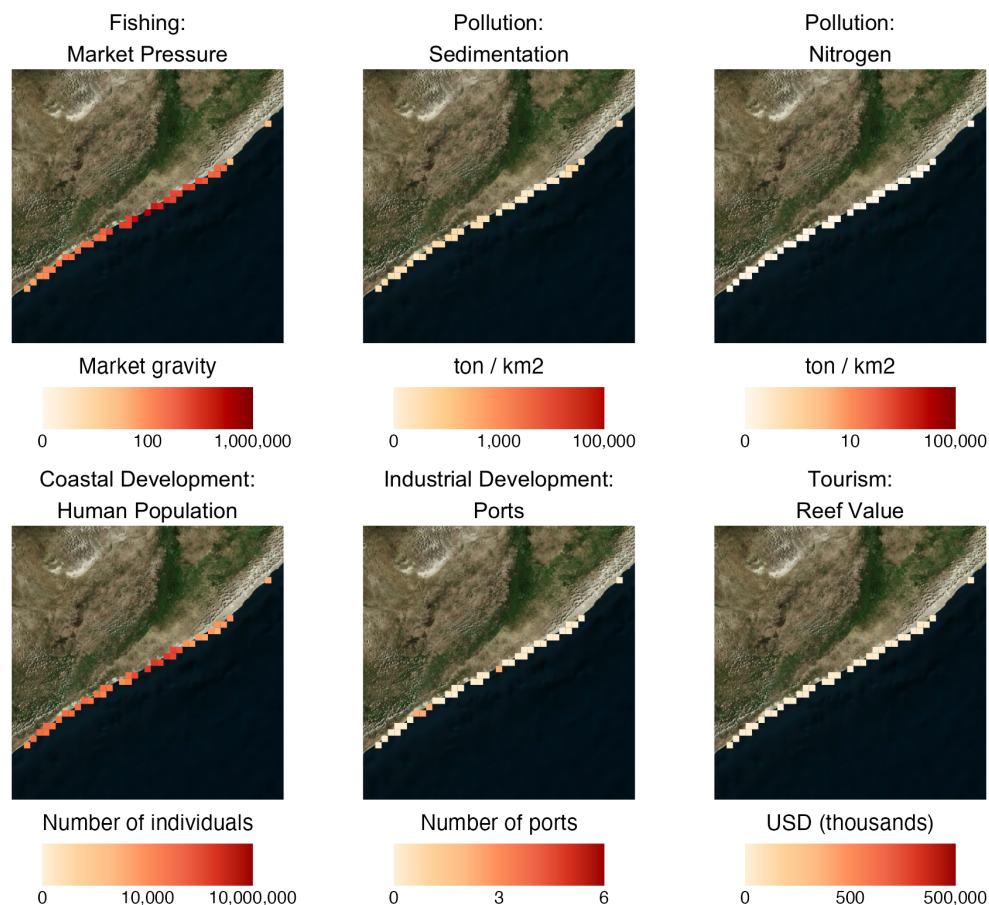 Fishing:
Market Pressure
Pollution:
Sedimentation
Pollution:
Nitrogen
Market gravity
0 100 1,000,000
ton / km2
0 1,000 100,000
ton / km2
0 10 100,000
Coastal Development:
Human Population
Industrial Development:
Ports
Tourism:
Reef Value
Number of individuals
0 10,000 10,000,000
Number of ports
0 3 6
USD (thousands)
0 500 500,000